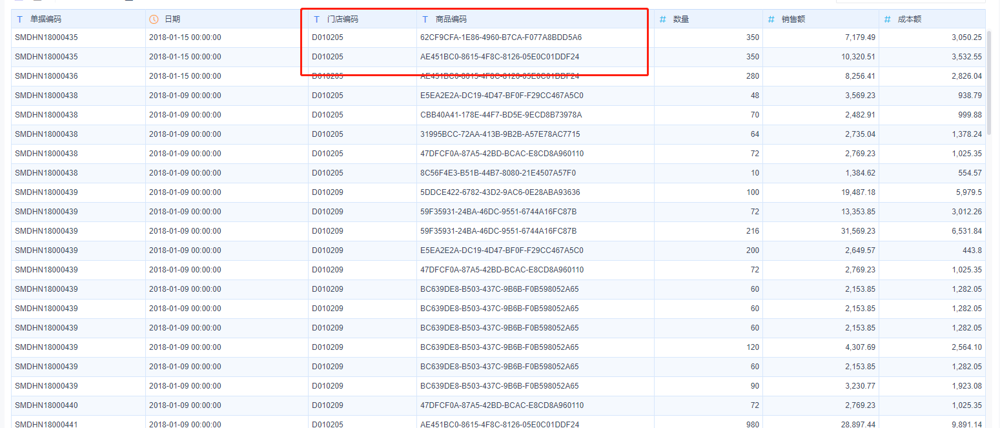 单据编码 日期 门店编码 商品编码 数量 销售额 成本额
SMDHN18000435 2018-01-15 00:00:00 D010205 62CF9CFA-1E86-4960-B7CA-F077A8BDD5A6 350 7,179.49 3,050.25
SMDHN18000435 2018-01-15 00:00:00 D010205 AE451BC0-8615-4F8C-8126-05E0C01DDF24 350 10,320.51 3,532.55
SMDHN18000436 2018-01-15 00:00:00 D010205 AE451BC0-8615-4F8C-8126-05E0C01DDF24 280 8,256.41 2,826.04
SMDHN18000438 2018-01-09 00:00:00 D010205 E5EA2E2A-DC19-4D47-BF0F-F29CC467A5C0 48 3,569.23 938.79
SMDHN18000438 2018-01-09 00:00:00 D010205 CBB40A41-178E-44F7-BD5E-9ECD8B73978A 70 2,482.91 999.88
SMDHN18000438 2018-01-09 00:00:00 D010205 31995BCC-72AA-413B-9B2B-A57E78AC7715 64 2,735.04 1,378.24
SMDHN18000438 2018-01-09 00:00:00 D010205 47DFCF0A-87A5-42BD-BCAC-E8CD8A960110 72 2,769.23 1,025.35
SMDHN18000438 2018-01-09 00:00:00 D010205 8C56F4E3-B51B-44B7-8080-21E4507A57F0 10 1,384.62 554.57
SMDHN18000439 2018-01-09 00:00:00 D010209 5DDCE422-6782-43D2-9AC6-0E28ABA93636 100 19,487.18 5,979.5
SMDHN18000439 2018-01-09 00:00:00 D010209 59F35931-24BA-46DC-9551-6744A16FC87B 72 13,353.85 3,012.26
SMDHN18000439 2018-01-09 00:00:00 D010209 59F35931-24BA-46DC-9551-6744A16FC87B 216 31,569.23 6,531.84
SMDHN18000439 2018-01-09 00:00:00 D010209 E5EA2E2A-DC19-4D47-BF0F-F29CC467A5C0 200 2,649.57 443.8
SMDHN18000439 2018-01-09 00:00:00 D010209 47DFCF0A-87A5-42BD-BCAC-E8CD8A960110 72 2,769.23 1,025.35
SMDHN18000439 2018-01-09 00:00:00 D010209 BC639DE8-B503-437C-9B6B-F0B598052A65 60 2,153.85 1,282.05
SMDHN18000439 2018-01-09 00:00:00 D010209 BC639DE8-B503-437C-9B6B-F0B598052A65 60 2,153.85 1,282.05
SMDHN18000439 2018-01-09 00:00:00 D010209 BC639DE8-B503-437C-9B6B-F0B598052A65 60 2,153.85 1,282.05
SMDHN18000439 2018-01-09 00:00:00 D010209 BC639DE8-B503-437C-9B6B-F0B598052A65 120 4,307.69 2,564.10
SMDHN18000439 2018-01-09 00:00:00 D010209 BC639DE8-B503-437C-9B6B-F0B598052A65 60 2,153.85 1,282.05
SMDHN18000439 2018-01-09 00:00:00 D010209 BC639DE8-B503-437C-9B6B-F0B598052A65 90 3,230.77 1,923.08
SMDHN18000440 2018-01-09 00:00:00 D010209 47DFCF0A-87A5-42BD-BCAC-E8CD8A960110 72 2,769.23 1,025.35
SMDHN18000441 2018-01-09 00:00:00 D010205 AE451BC0-8615-4F8C-8126-05E0C01DDF24 980 28,897.44 9,891.14